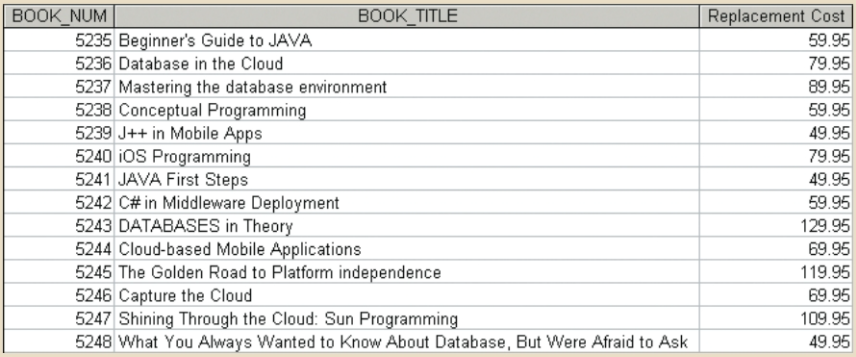 BOOK_NUM BOOK_TITLE Replacement Cost
5235 Beginner's Guide to JAVA 59.95
5236 Database in the Cloud 79.95
5237 Mastering the database environment 89.95
5238 Conceptual Programming 59.95
5239 J++ in Mobile Apps 49.95
5240 iOS Programming 79.95
5241 JAVA First Steps 49.95
5242 C# in Middleware Deployment 59.95
5243 DATABASES in Theory 129.95
5244 Cloud-based Mobile Applications 69.95
5245 The Golden Road to Platform independence 119.95
5246 Capture the Cloud 69.95
5247 Shining Through the Cloud: Sun Programming 109.95
5248 What You Always Wanted to Know About Database, But Were Afraid to Ask 49.95